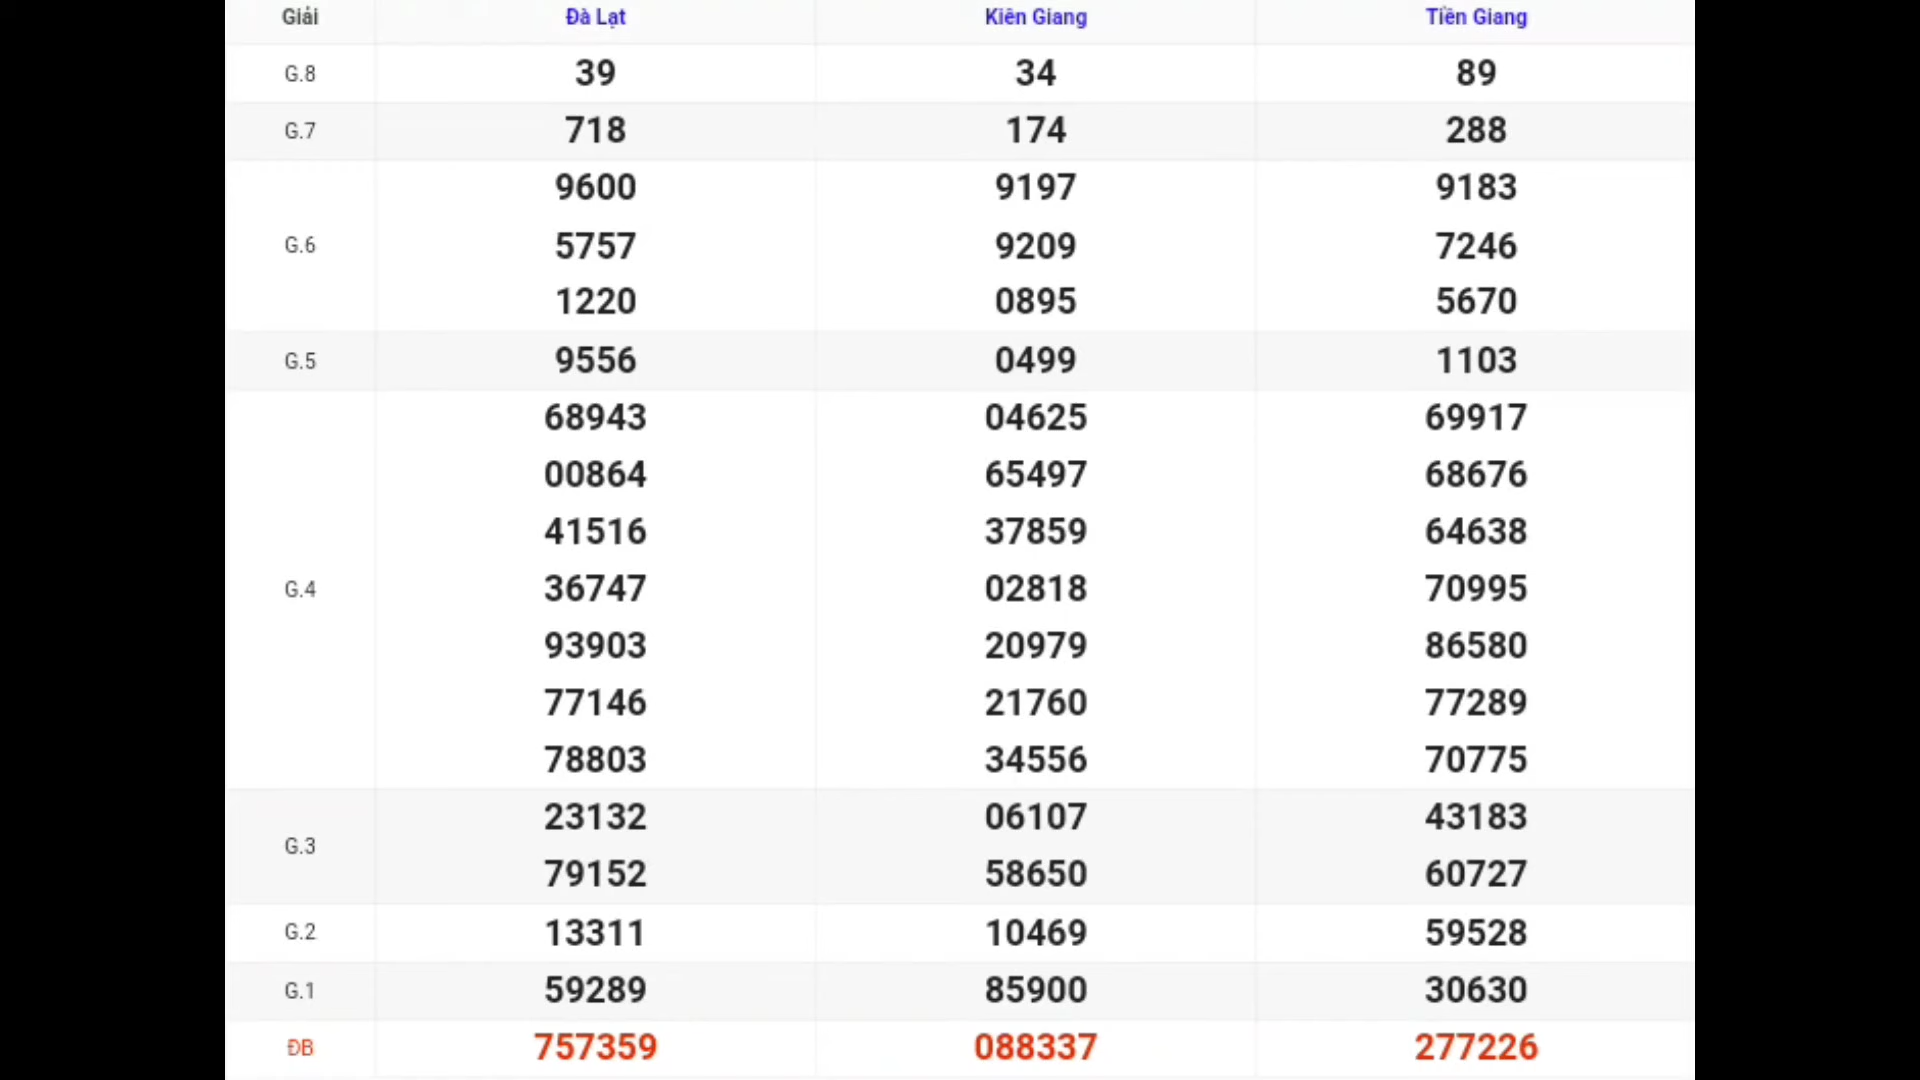 Giải Đà Lạt Kiên Giang Tiền Giang
G.8 39 34 89
G.7 718 174 288
9600 9197 9183
G.6 5757 9209 7246
1220 0895 5670
G.5 9556 0499 1103
68943 04625 69917
00864 65497 68676
41516 37859 64638
G.4 36747 02818 70995
93903 20979 86580
77146 21760 77289
78803 34556 70775
23132 06107 43183
G.3
79152 58650 60727
G.2 13311 10469 59528
G.1 59289 85900 30630
ĐB 757359 088337 277226